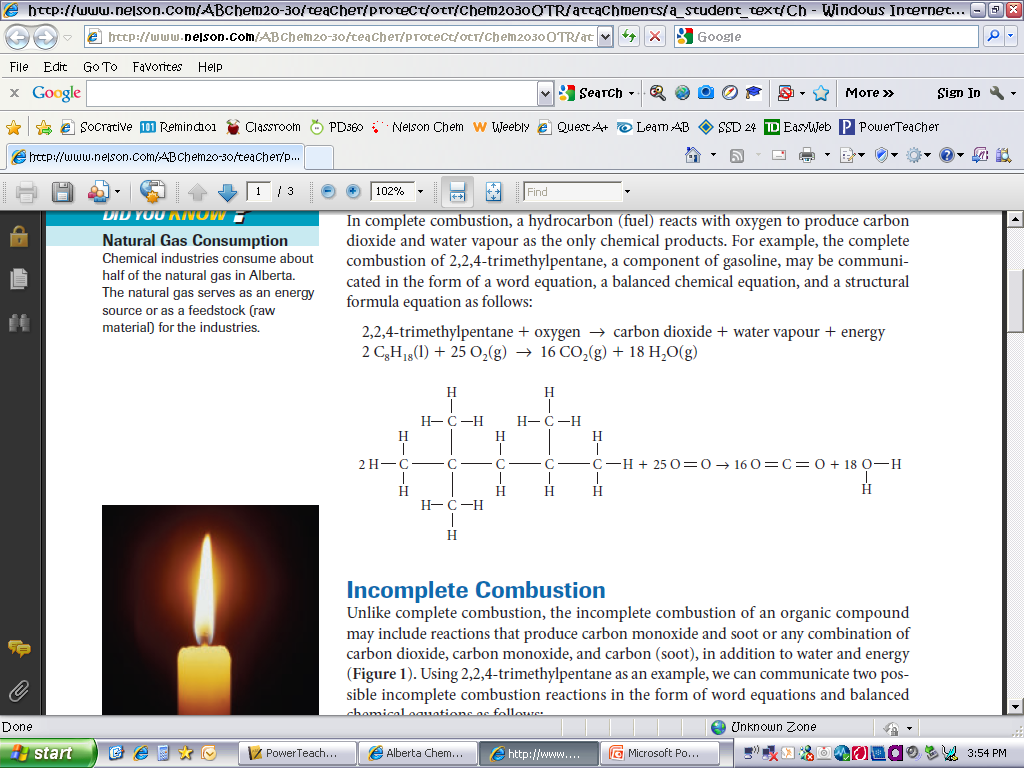 http://www.nelson.com/ABChem20-30/teacher/protect/otr/Chem2030OTR/attachments/a_student_text/Ch - Windows Internet...
http://www.nelson.com/ABChem20-30/teacher/protect/otr/Chem2030OTR/at
Google
File Edit Go To Favorites Help
x Google Search More >> Sign In
Socrative 101 Remind101 Classroom PD360 Nelson Chem Weebly Quest A+ Learn AB SSD 24 TD EasyWeb P PowerTeacher
http://www.nelson.com/ABChem20-30/teacher/p...
1 / 3 102% Find
DID YOU KNOW ?
Natural Gas Consumption
Chemical industries consume about
half of the natural gas in Alberta.
The natural gas serves as an energy
source or as a feedstock (raw
material) for the industries.
In complete combustion, a hydrocarbon (fuel) reacts with oxygen to produce carbon
dioxide and water vapour as the only chemical products. For example, the complete
combustion of 2,2,4-trimethylpentane, a component of gasoline, may be communi-
cated in the form of a word equation, a balanced chemical equation, and a structural
formula equation as follows:
2,2,4-trimethylpentane + oxygen → carbon dioxide + water vapour + energy
2 C₈H₁₈(l) + 25 O₂(g) → 16 CO₂(g) + 18 H₂O(g)
H H
H—C—H H—C—H
H H H
2 H—C—C—C—C—C—H + 25 O=O → 16 O=C=O + 18 O—H
H H H H H
H—C—H
H
Incomplete Combustion
Unlike complete combustion, the incomplete combustion of an organic compound
may include reactions that produce carbon monoxide and soot or any combination of
carbon dioxide, carbon monoxide, and carbon (soot), in addition to water and energy
(Figure 1). Using 2,2,4-trimethylpentane as an example, we can communicate two pos-
sible incomplete combustion reactions in the form of word equations and balanced
chemical equations as follows:
Done Unknown Zone
start PowerTeach... Alberta Chem... http://www.... Microsoft Po... 3:54 PM